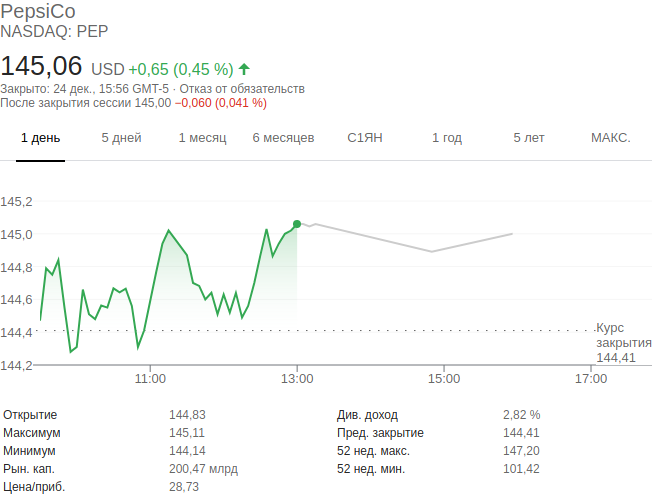 PepsiCo
NASDAQ: PEP
145,06 USD +0,65 (0,45 %)
Закрыто: 24 дек., 15:56 GMT-5 · Отказ от обязательств
После закрытия сессии 145,00 −0,060 (0,041 %)
1 день 5 дней 1 месяц 6 месяцев С1ЯН 1 год 5 лет МАКС.
145,2
145,0
144,8
144,6
144,4
144,2
Курс
закрытия
144,41
11:00 13:00 15:00 17:00
Открытие 144,83 Див. доход 2,82 %
Максимум 145,11 Пред. закрытие 144,41
Минимум 144,14 52 нед. макс. 147,20
Рын. кап. 200,47 млрд 52 нед. мин. 101,42
Цена/приб. 28,73